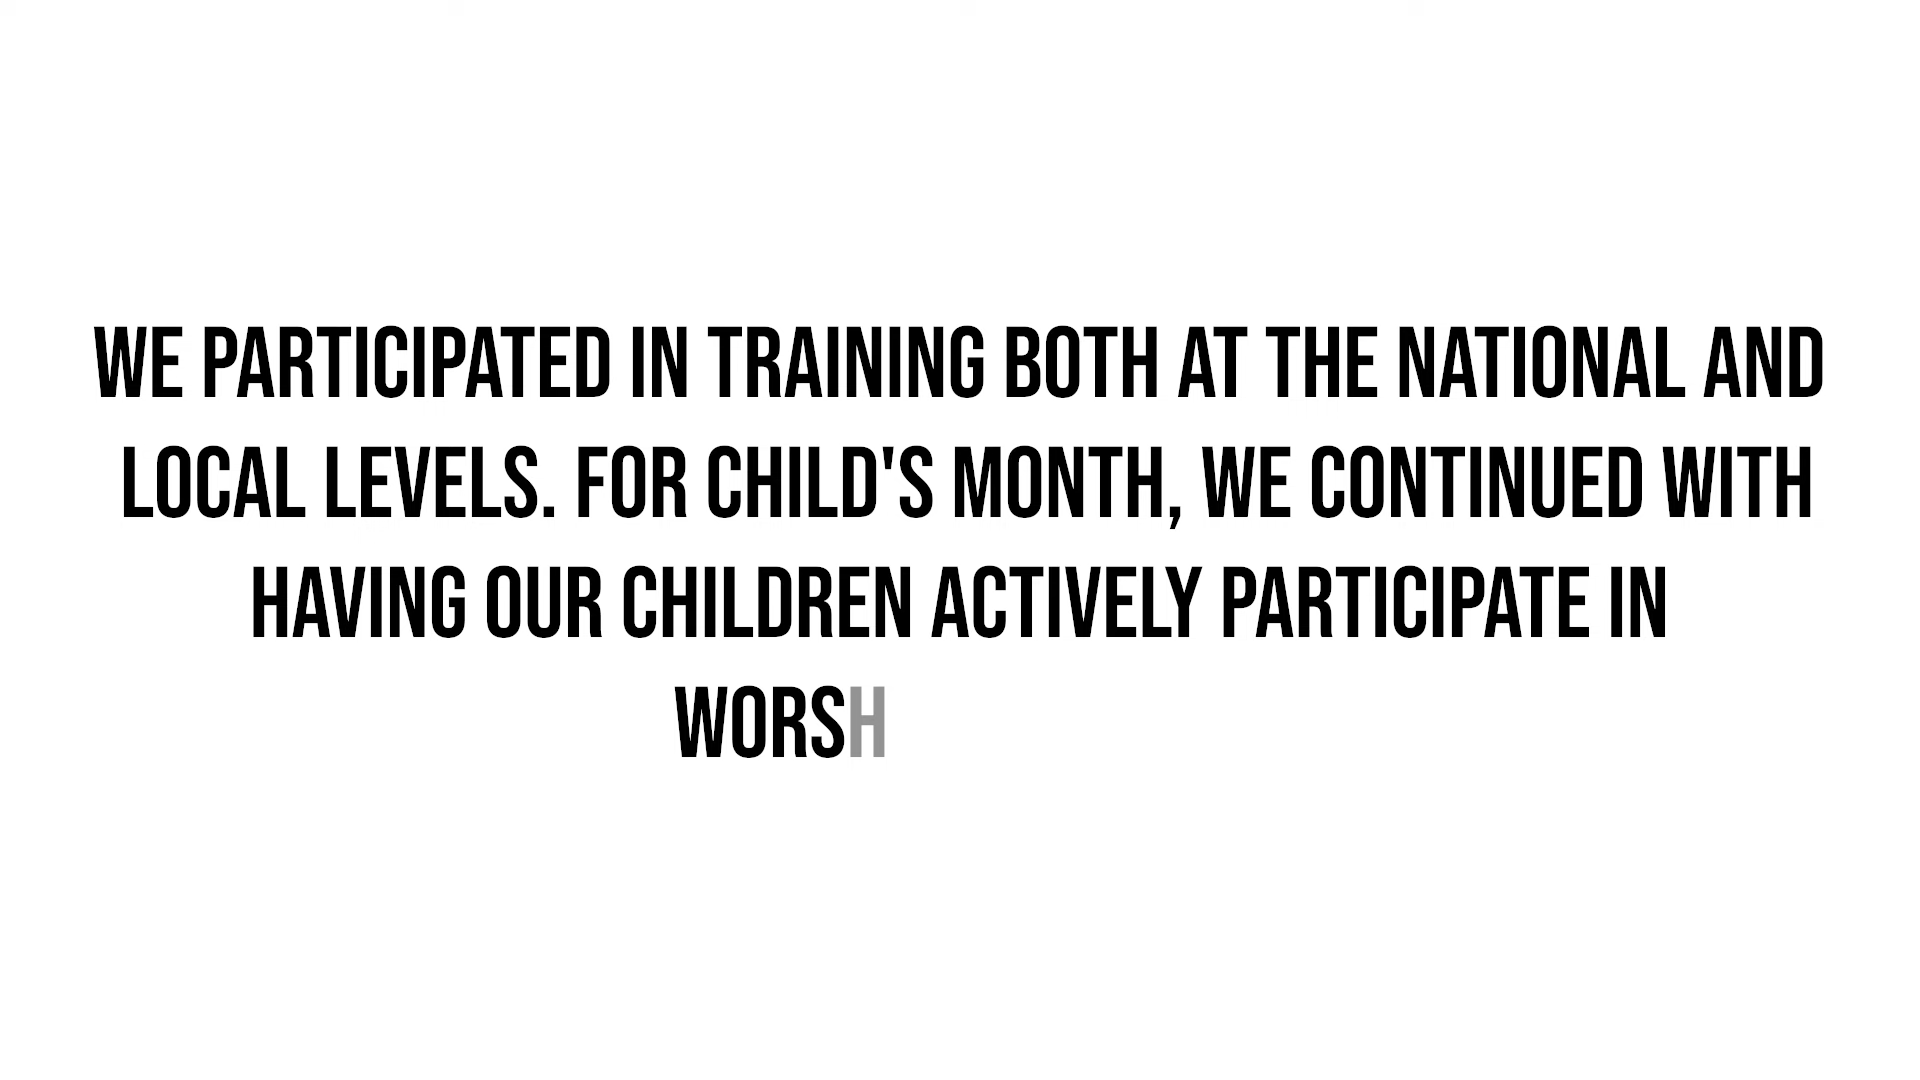 WE PARTICIPATED IN TRAINING BOTH AT THE NATIONAL AND
LOCAL LEVELS. FOR CHILD'S MONTH, WE CONTINUED WITH
HAVING OUR CHILDREN ACTIVELY PARTICIPATE IN
WORSH